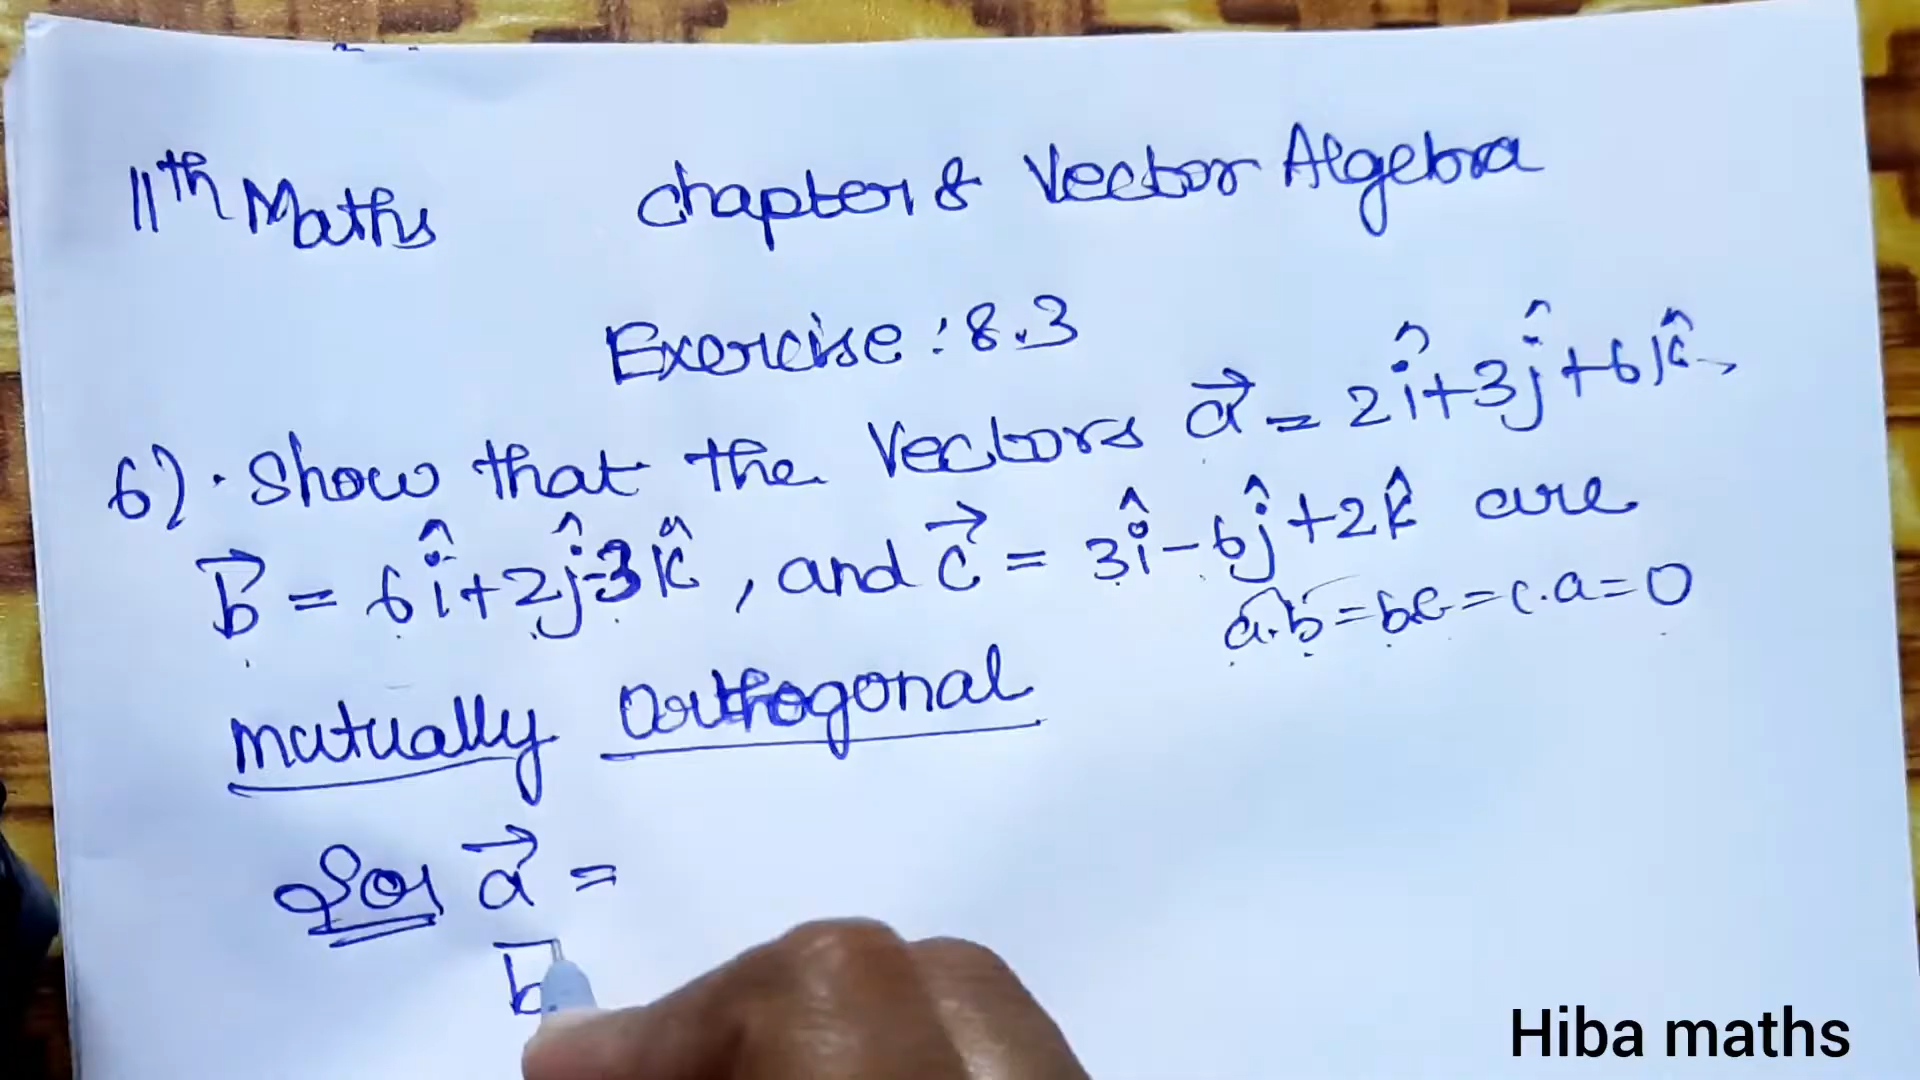 11th Maths chapter 8 Vector Algebra
Exercise : 8.3
6). Show that the Vectors a⃗ = 2î+3ĵ+6k̂,
b⃗ = 6î+2ĵ-3k̂, and c⃗ = 3î-6ĵ+2k̂ are
a.b=b.c=c.a=0
mutually orthogonal
Sol a⃗ =
b
Hiba maths